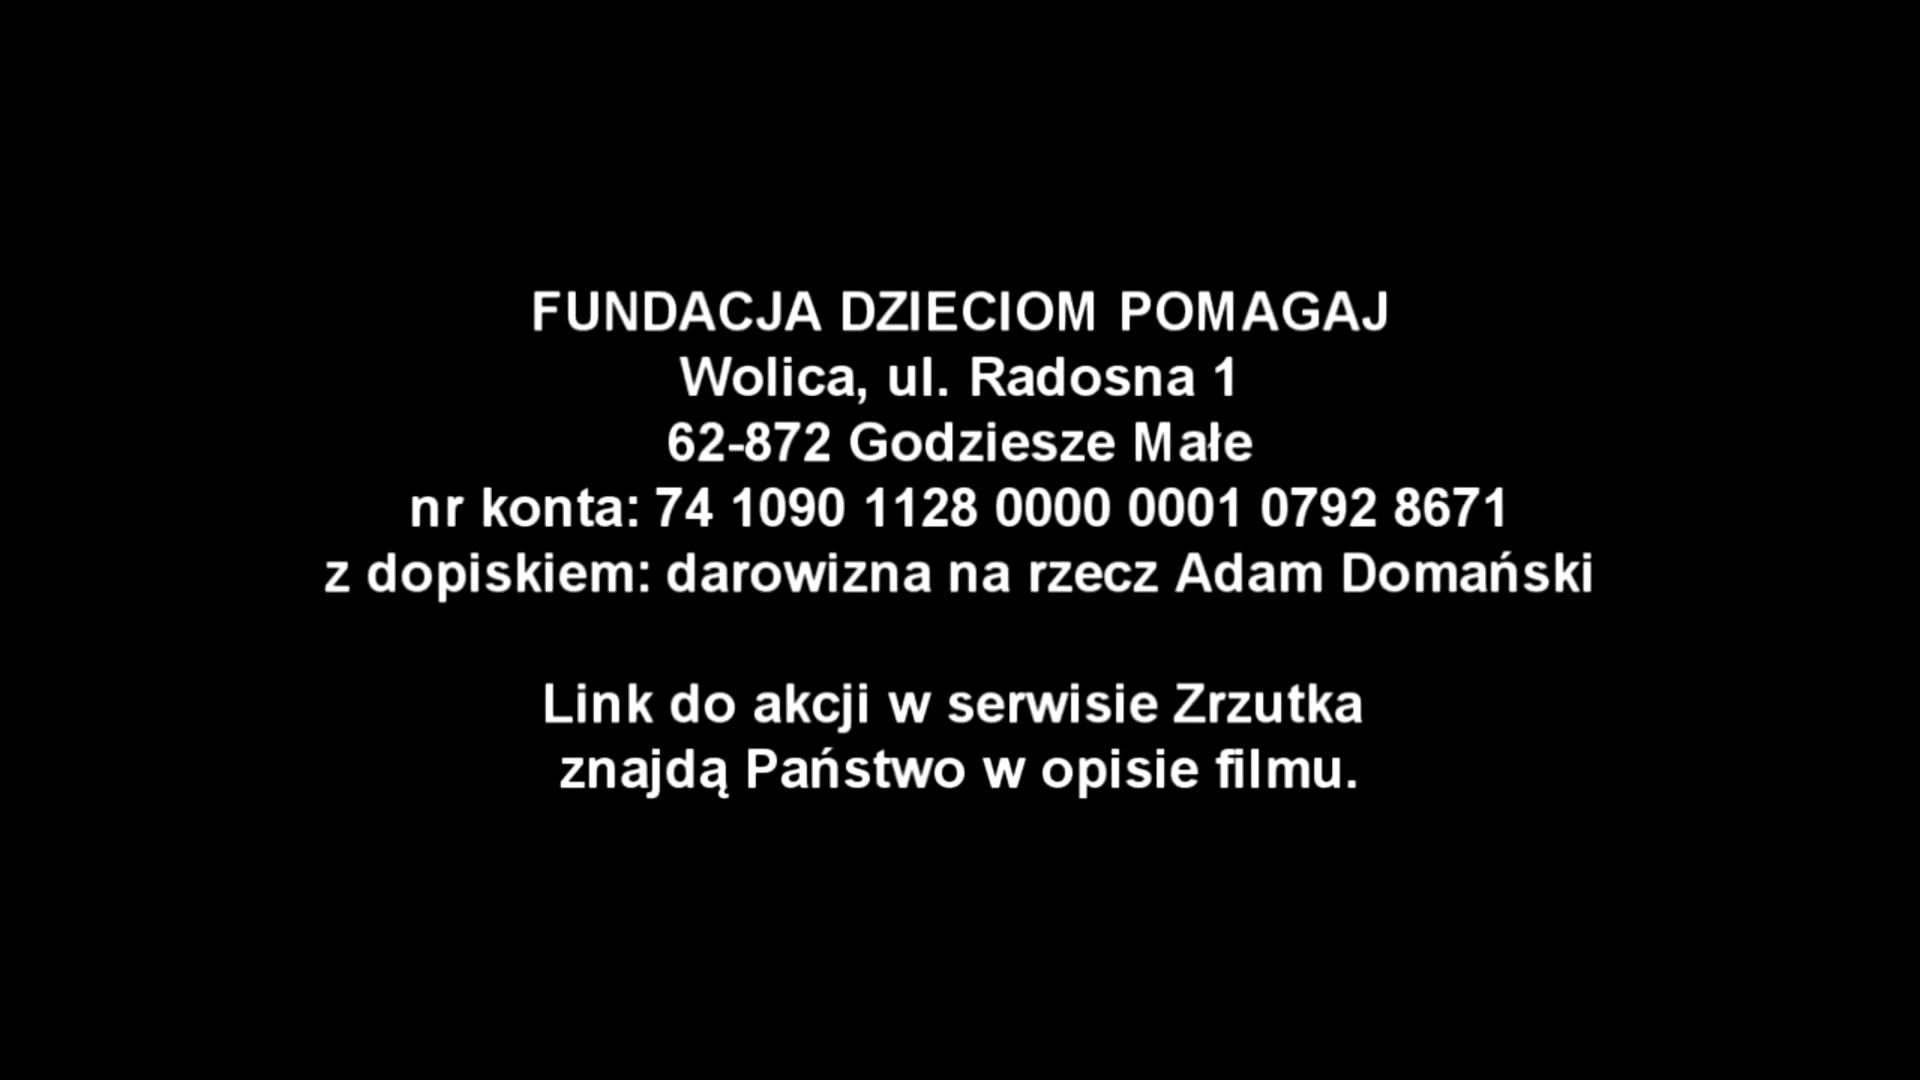 FUNDACJA DZIECIOM POMAGAJ
Wolica, ul. Radosna 1
62-872 Godziesze Małe
nr konta: 74 1090 1128 0000 0001 0792 8671
z dopiskiem: darowizna na rzecz Adam Domański
Link do akcji w serwisie Zrzutka
znajdą Państwo w opisie filmu.